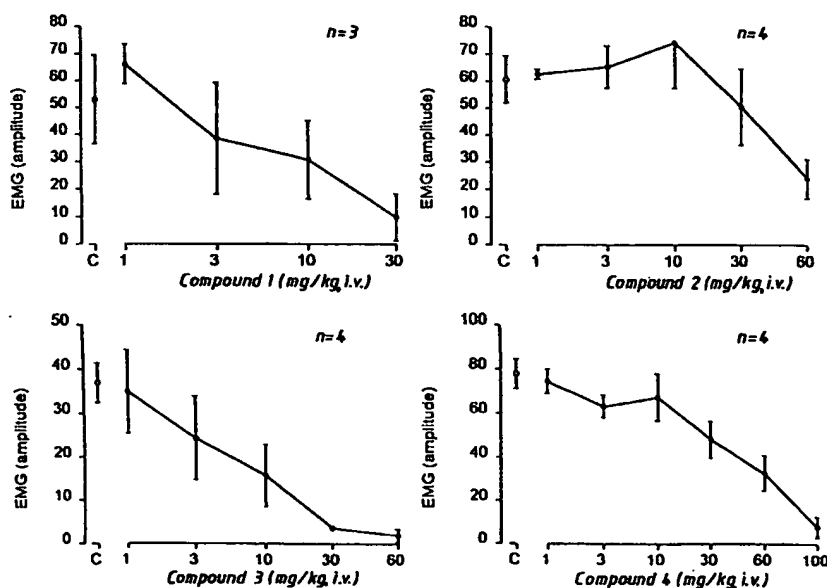 80
70
60
50
40
30
20
10
0
EMG (amplitude)
n=3
C 1 3 10 30
Compound 1 (mg/kg, i.v.)
80
70
60
50
40
30
20
10
0
EMG (amplitude)
n=4
C 1 3 10 30 60
Compound 2 (mg/kg, i.v.)
50
40
30
20
10
0
EMG (amplitude)
n=4
C 1 3 10 30 60
Compound 3 (mg/kg, i.v.)
100
80
60
40
20
0
EMG (amplitude)
n=4
C 1 3 10 30 60 100
Compound 4 (mg/kg, i.v.)